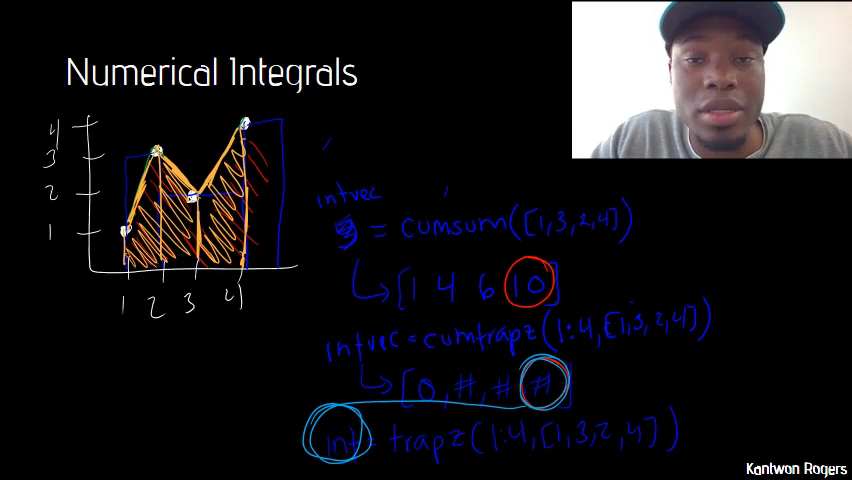 Numerical Integrals
4
3
2
1
1 2 3 4
intvec
= cumsum([1,3,2,4])
[1 4 6 10]
intvec = cumtrapz(1:4,[1,3,2,4])
[0, #, #, #]
int = trapz(1:4,[1,3,2,4])
Kantwon Rogers